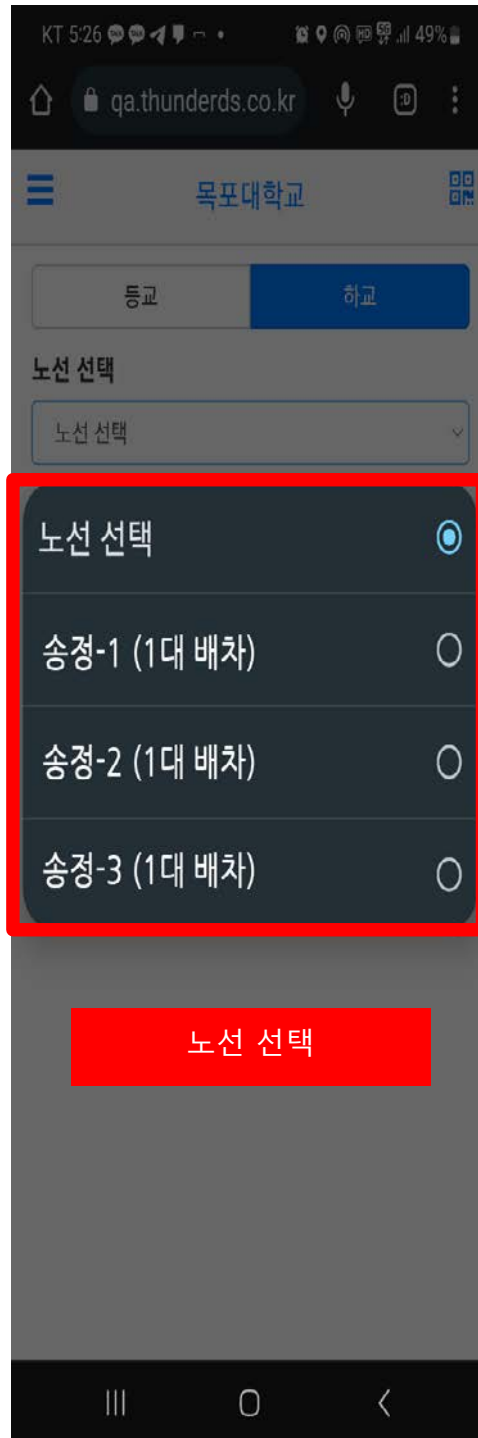 KT 5:26 49%
qa.thunderds.co.kr :D
목포대학교
등교 하교
노선 선택
노선 선택
노선 선택
송정-1 (1대 배차)
송정-2 (1대 배차)
송정-3 (1대 배차)
노선 선택